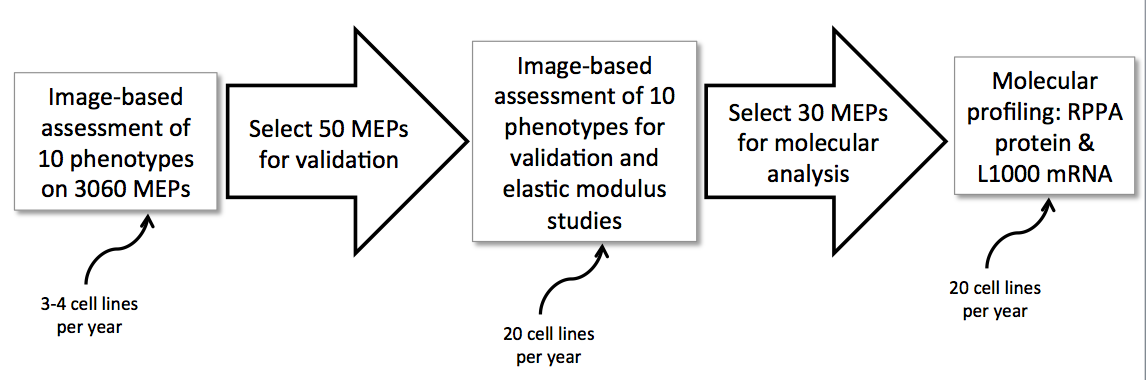 Image-based
assessment of
10 phenotypes
on 3060 MEPs
3-4 cell lines
per year
Select 50 MEPs
for validation
Image-based
assessment of 10
phenotypes for
validation and
elastic modulus
studies
20 cell lines
per year
Select 30 MEPs
for molecular
analysis
Molecular
profiling: RPPA
protein &
L1000 mRNA
20 cell lines
per year